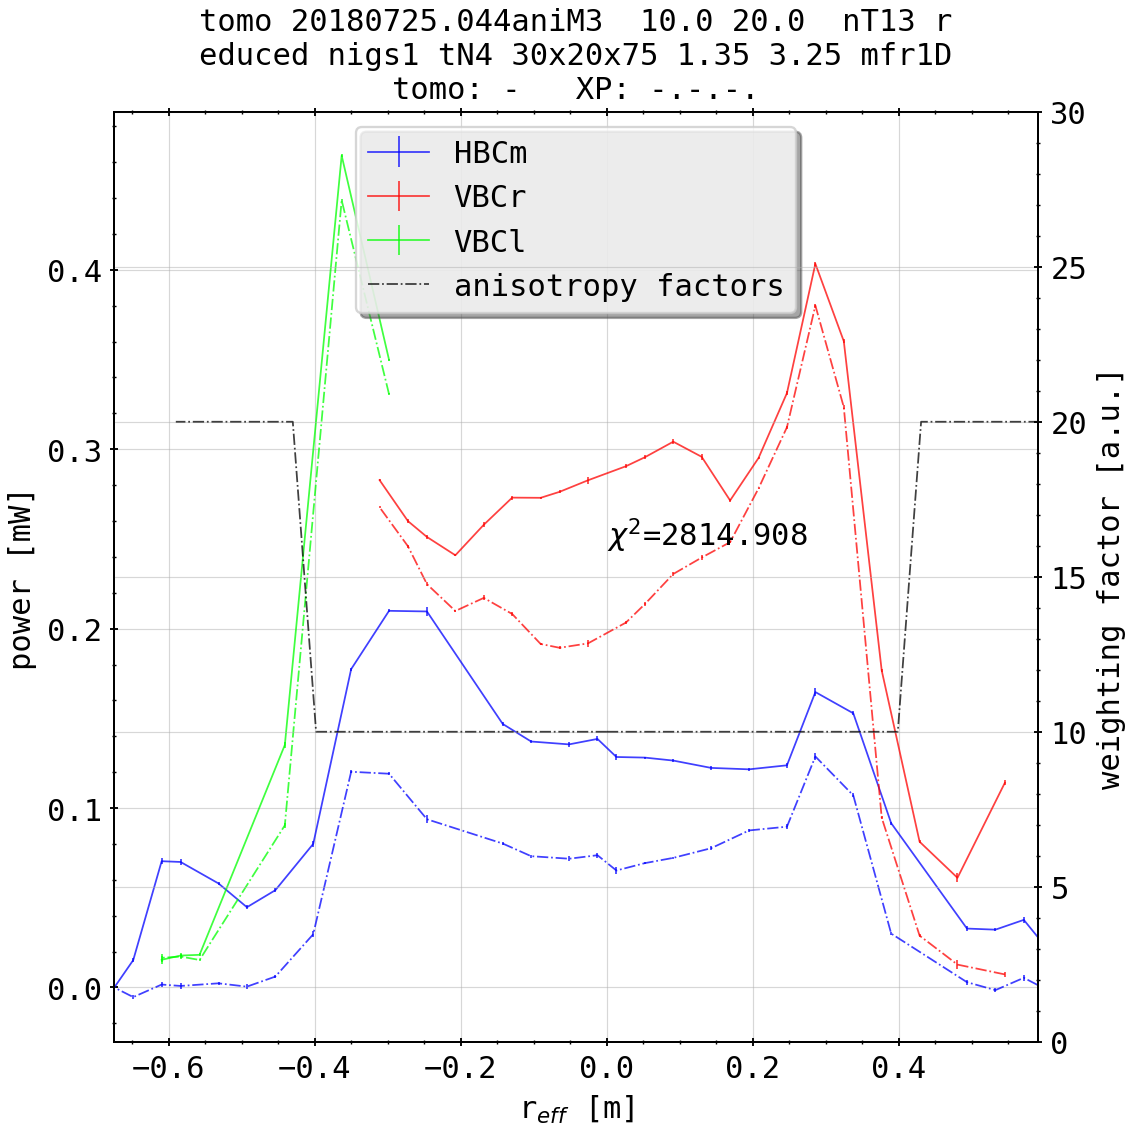 tomo 20180725.044aniM3  10.0 20.0  nT13 r
educed nigs1 tN4 30x20x75 1.35 3.25 mfr1D
tomo: -   XP: -.-.-.
HBCm
VBCr
VBCl
anisotropy factors
χ²=2814.908
power [mW]
0.4
0.3
0.2
0.1
0.0
30
25
20
15
10
5
0
weighting factor [a.u.]
−0.6 −0.4 −0.2 0.0 0.2 0.4
r_eff [m]